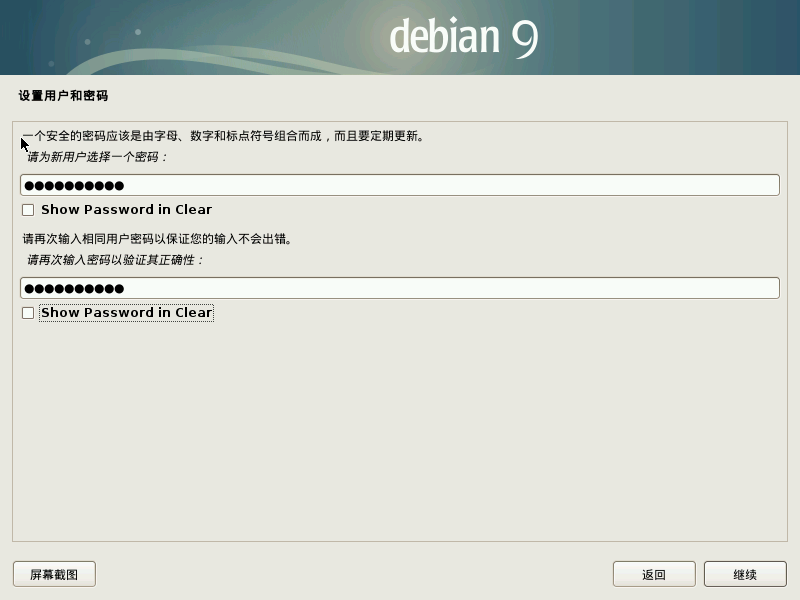 debian 9
设置用户和密码
一个安全的密码应该是由字母、数字和标点符号组合而成，而且要定期更新。
请为新用户选择一个密码：
●●●●●●●●●●
Show Password in Clear
请再次输入相同用户密码以保证您的输入不会出错。
请再次输入密码以验证其正确性：
●●●●●●●●●●
Show Password in Clear
屏幕截图
返回
继续